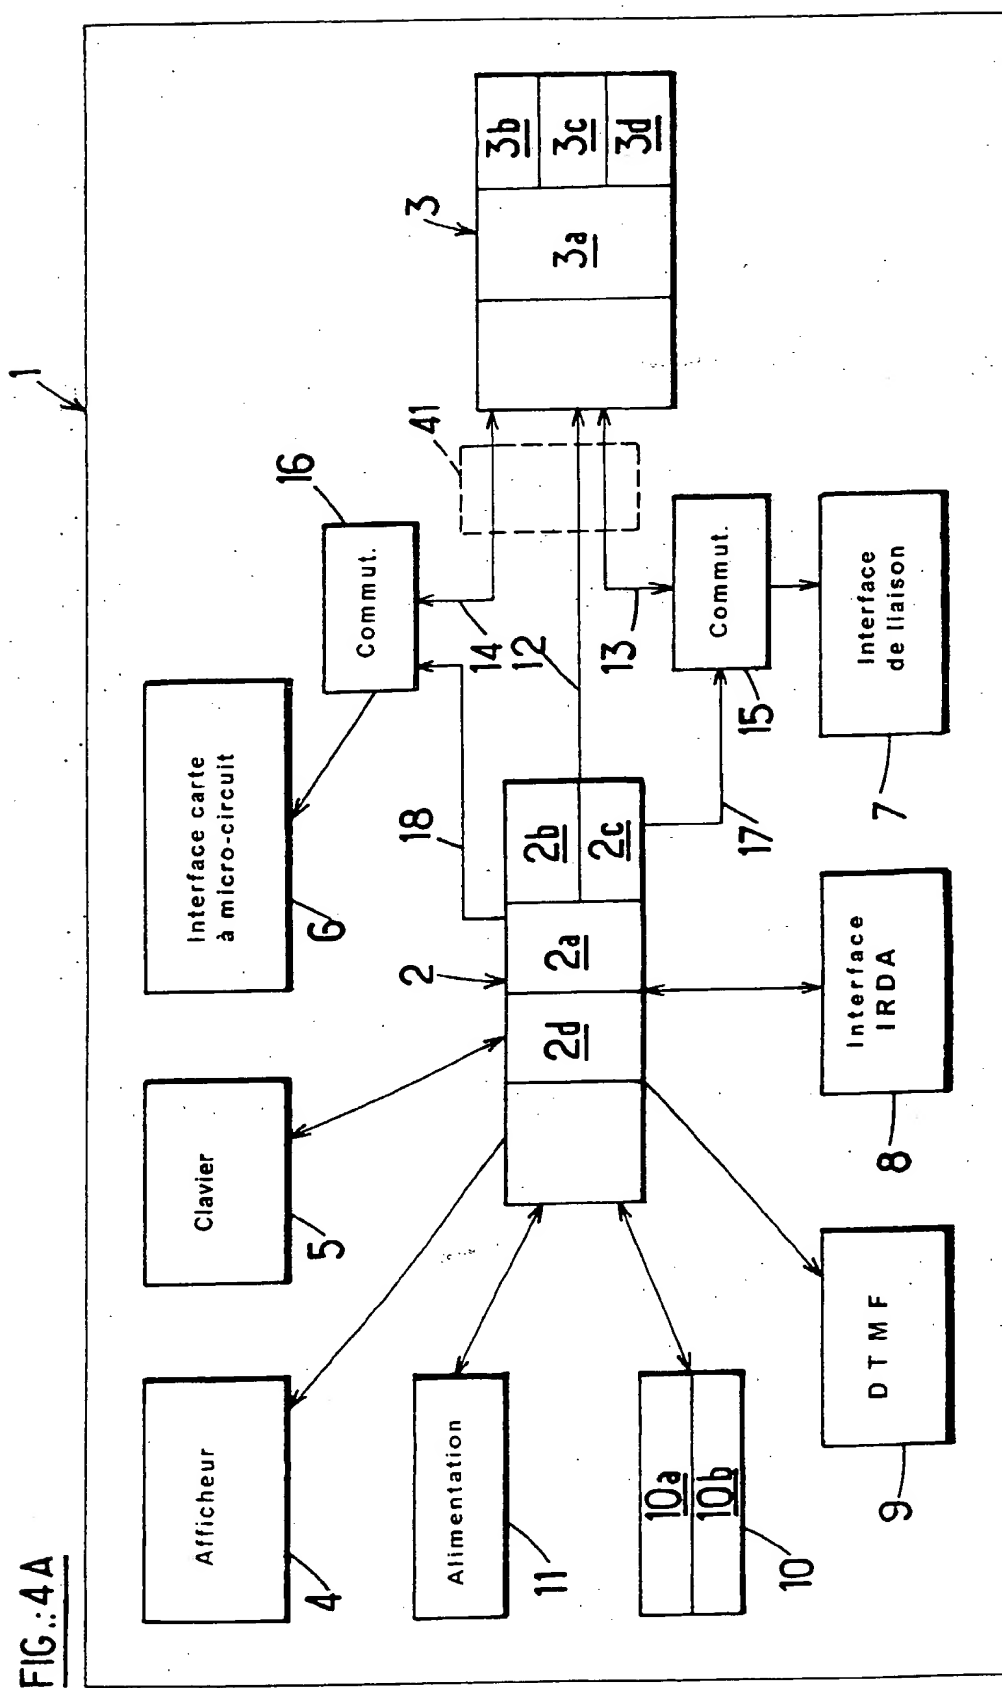 FIG.:4A
1
Afficheur
4
Clavier
5
Interface carte
à micro-circuit
6
Commut.
16
18
14
12
41
3
3a
3b
3c
3d
Alimentation
11
2
2d
2a
2b
2c
10a
10b
10
13
17
Commut.
15
DTMF
9
Interface
IRDA
8
Interface
de liaison
7